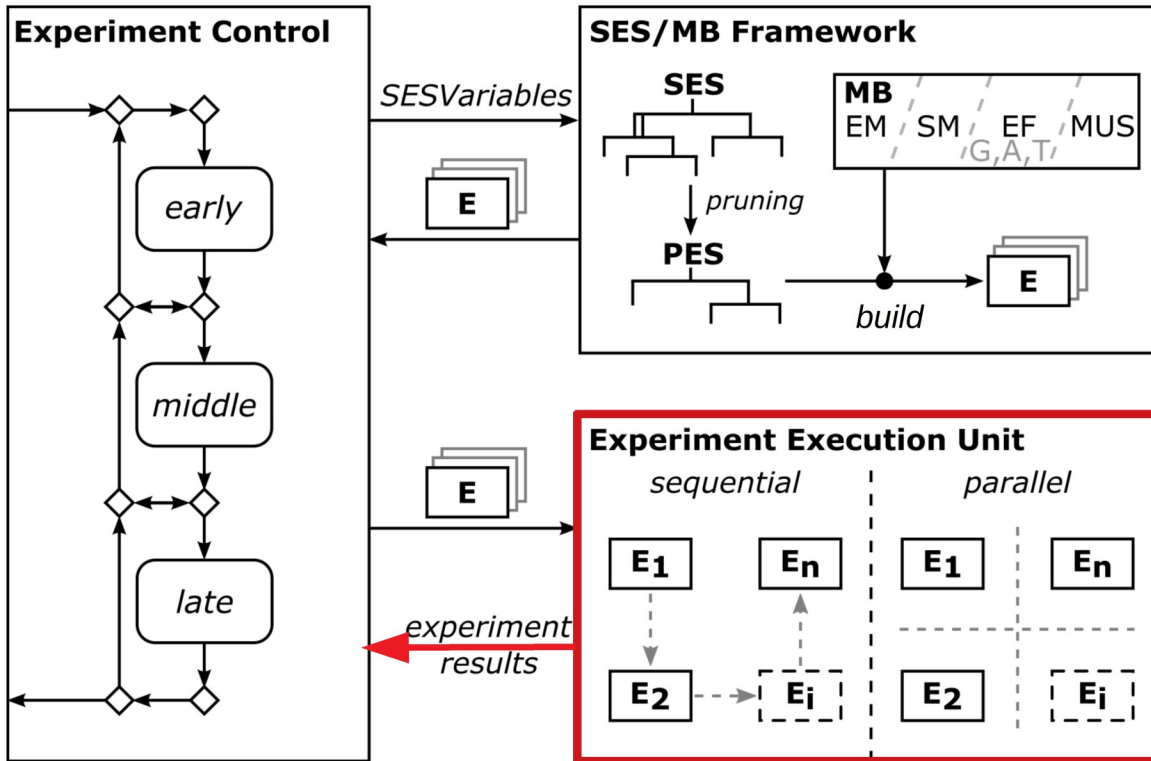 Experiment Control
early
middle
late
SESVariables
E
E
experiment
results
SES/MB Framework
SES
pruning
PES
MB
EM SM EF MUS
G,A,T
build
E
Experiment Execution Unit
sequential parallel
E1 En E1 En
E2 Ei E2 Ei